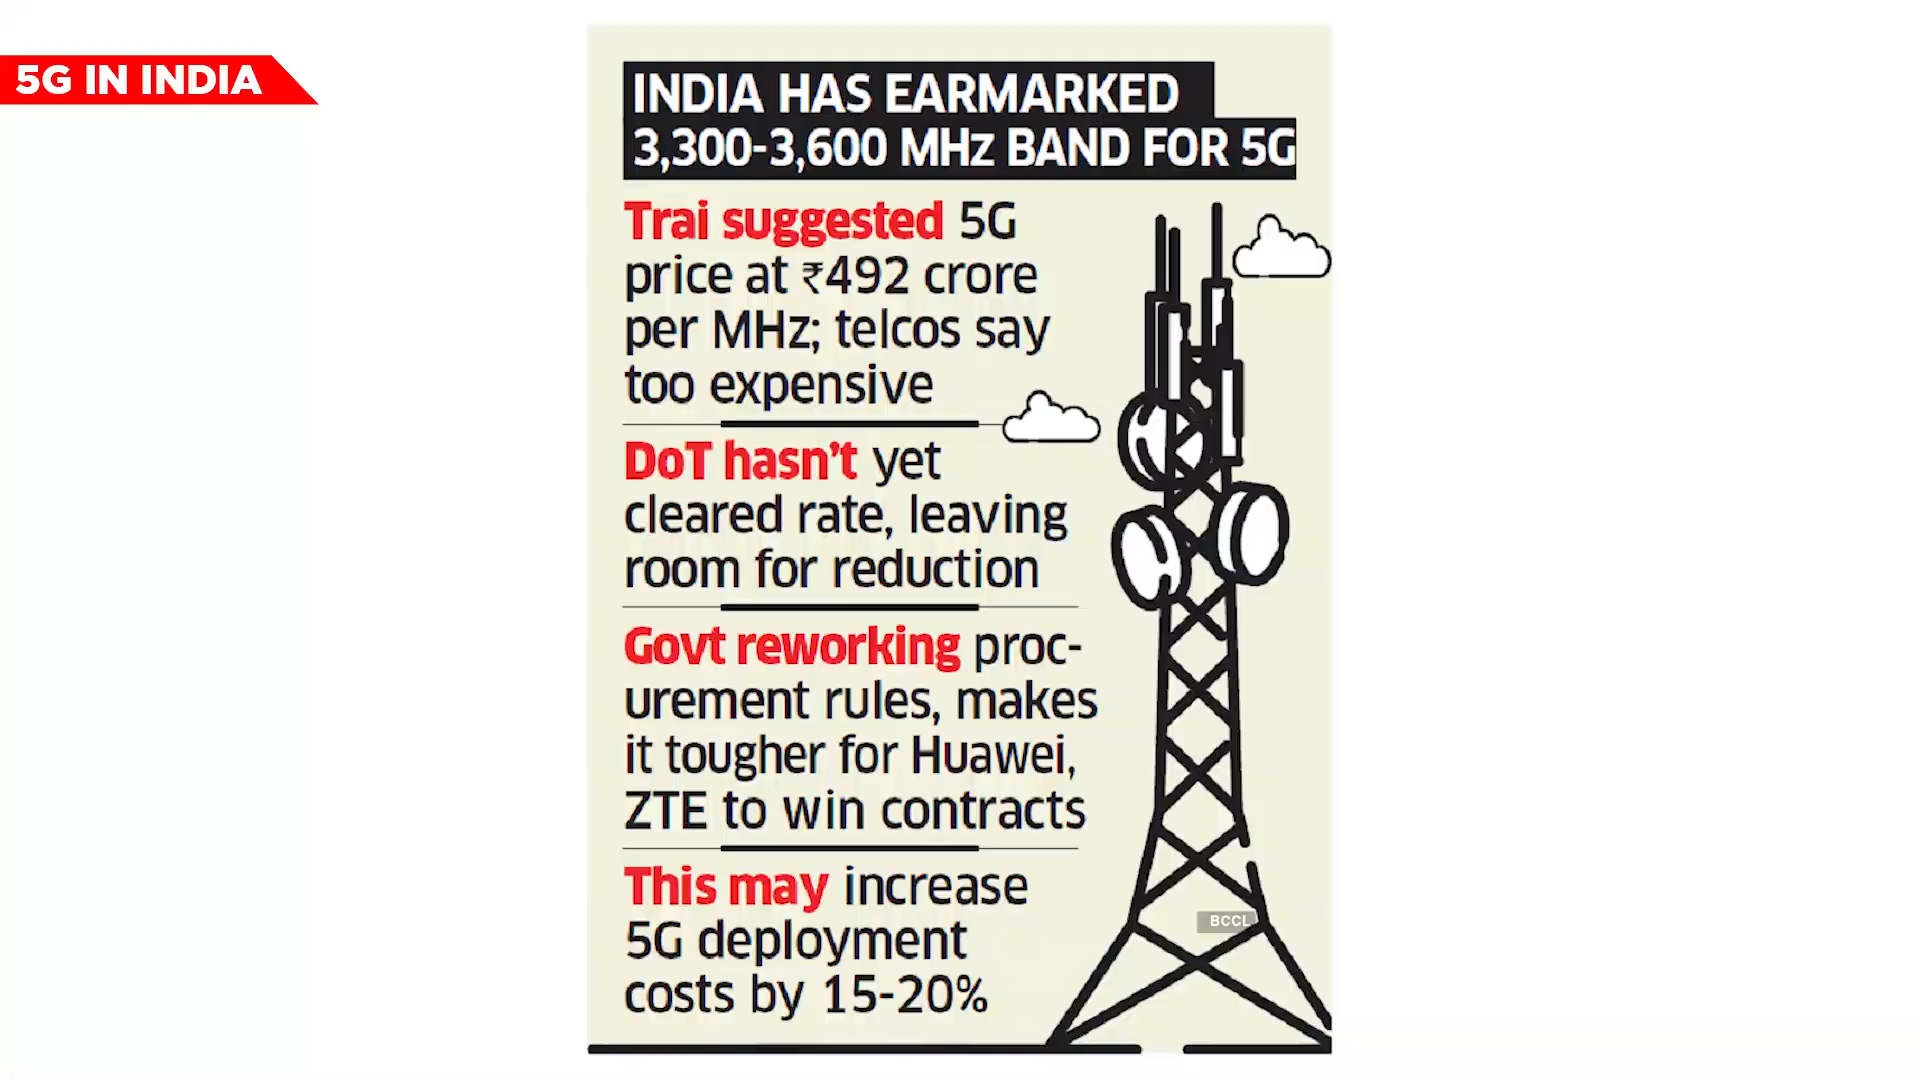 5G IN INDIA
INDIA HAS EARMARKED
3,300-3,600 MHz BAND FOR 5G
Trai suggested 5G
price at ₹492 crore
per MHz; telcos say
too expensive
DoT hasn't yet
cleared rate, leaving
room for reduction
Govt reworking proc-
urement rules, makes
it tougher for Huawei,
ZTE to win contracts
This may increase
5G deployment
costs by 15-20%
BCCL